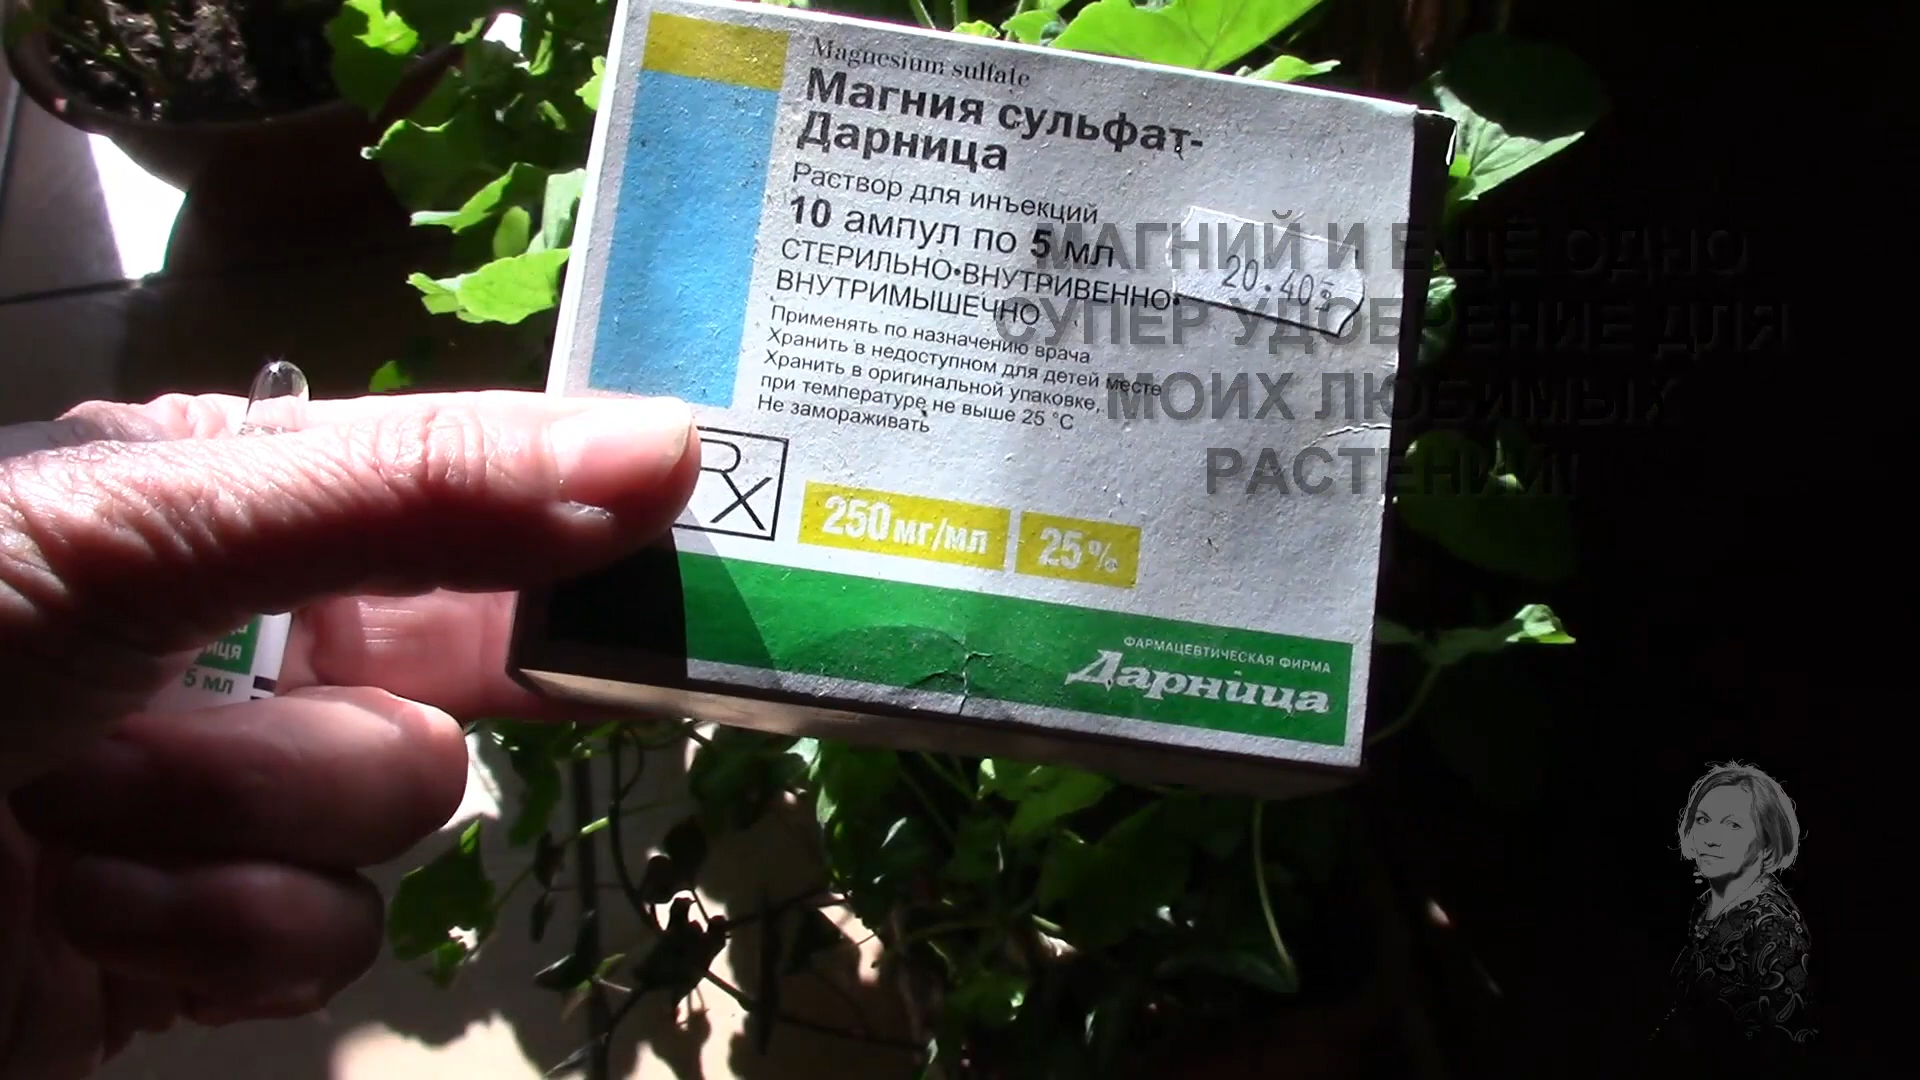 Magnesium sulfate
Магния сульфат-
Дарница
Раствор для инъекций
10 ампул по 5 мл
СТЕРИЛЬНО•ВНУТРИВЕННО•
ВНУТРИМЫШЕЧНО
Применять по назначению врача
Хранить в недоступном для детей месте
Хранить в оригинальной упаковке,
при температуре не выше 25 °С
Не замораживать
20.40
RX
250 мг/мл 25%
ФАРМАЦЕВТИЧЕСКАЯ ФИРМА
Дарница
МАГНИЙ И ЕЩЁ ОДНО
СУПЕР УДОБРЕНИЕ ДЛЯ
МОИХ ЛЮБИМЫХ
РАСТЕНИЙ!
ниця
5 мл